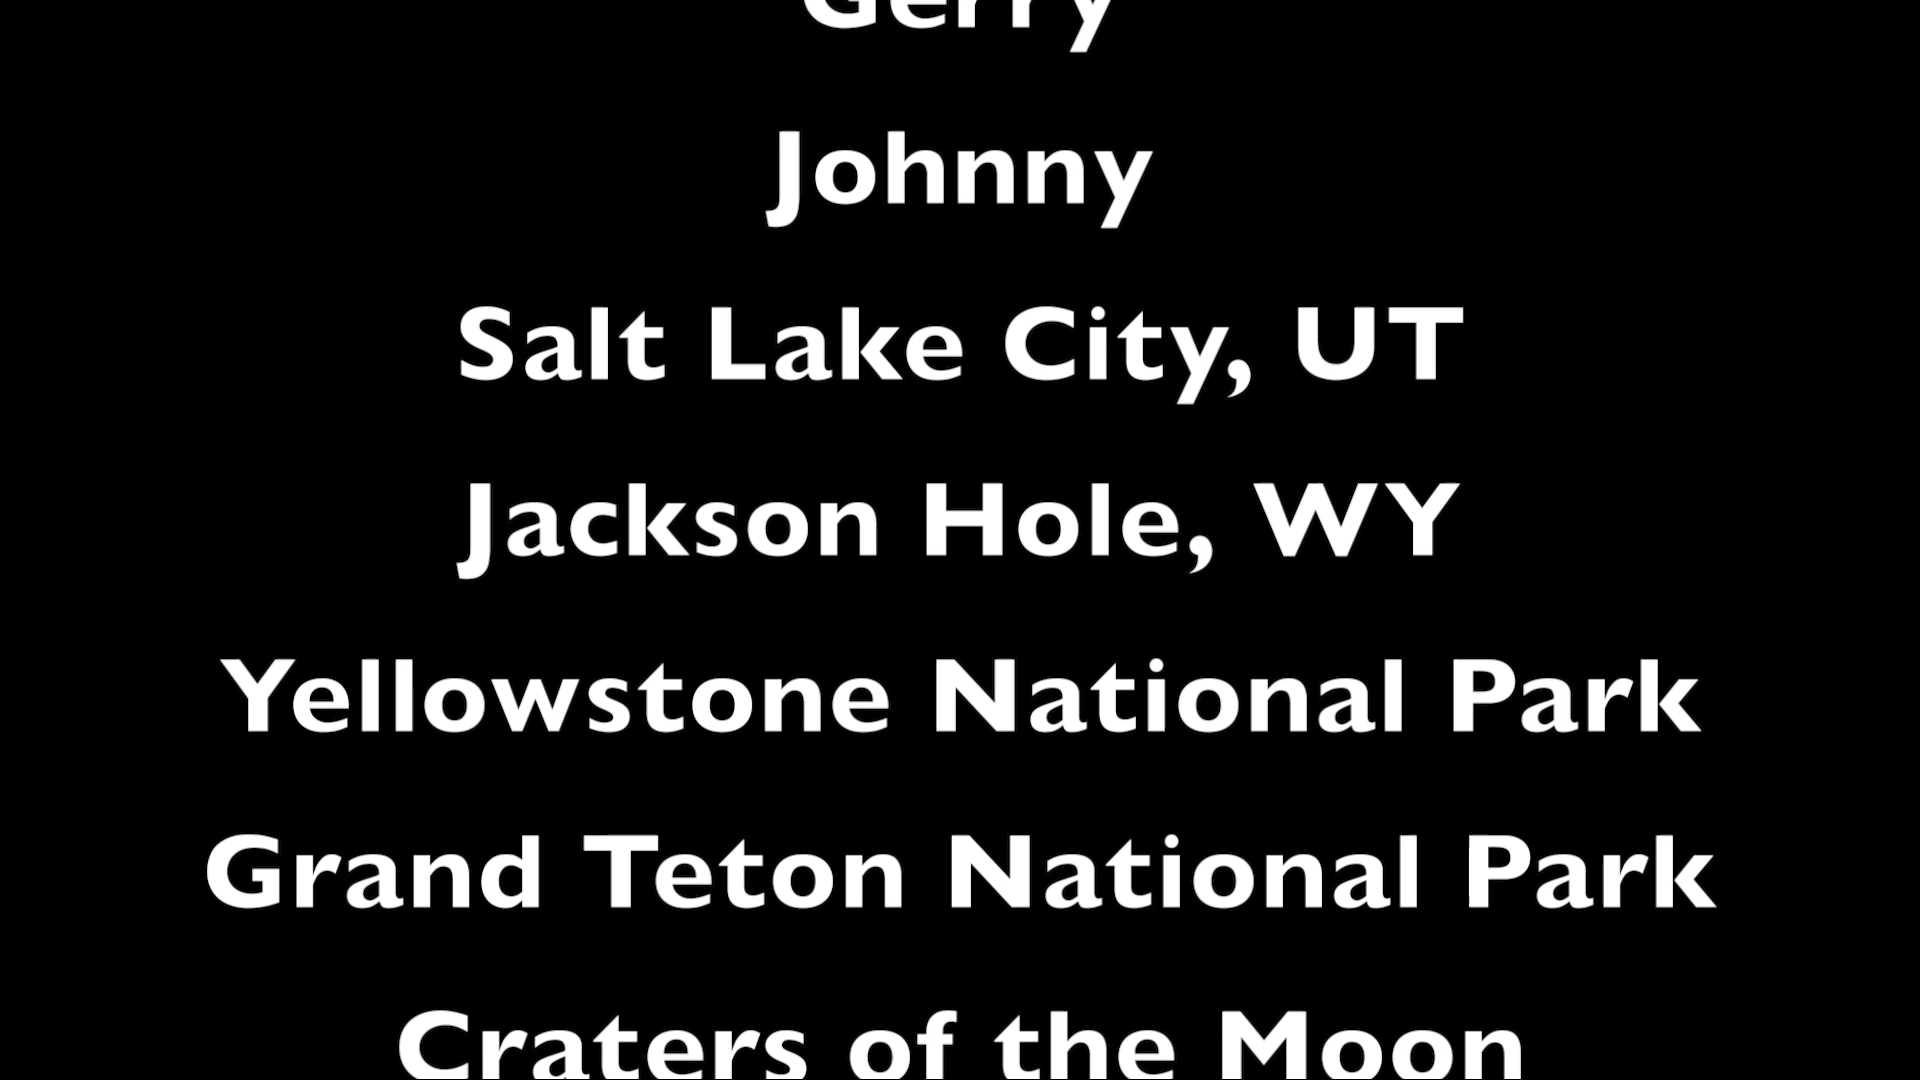 Gerry
Johnny
Salt Lake City, UT
Jackson Hole, WY
Yellowstone National Park
Grand Teton National Park
Craters of the Moon